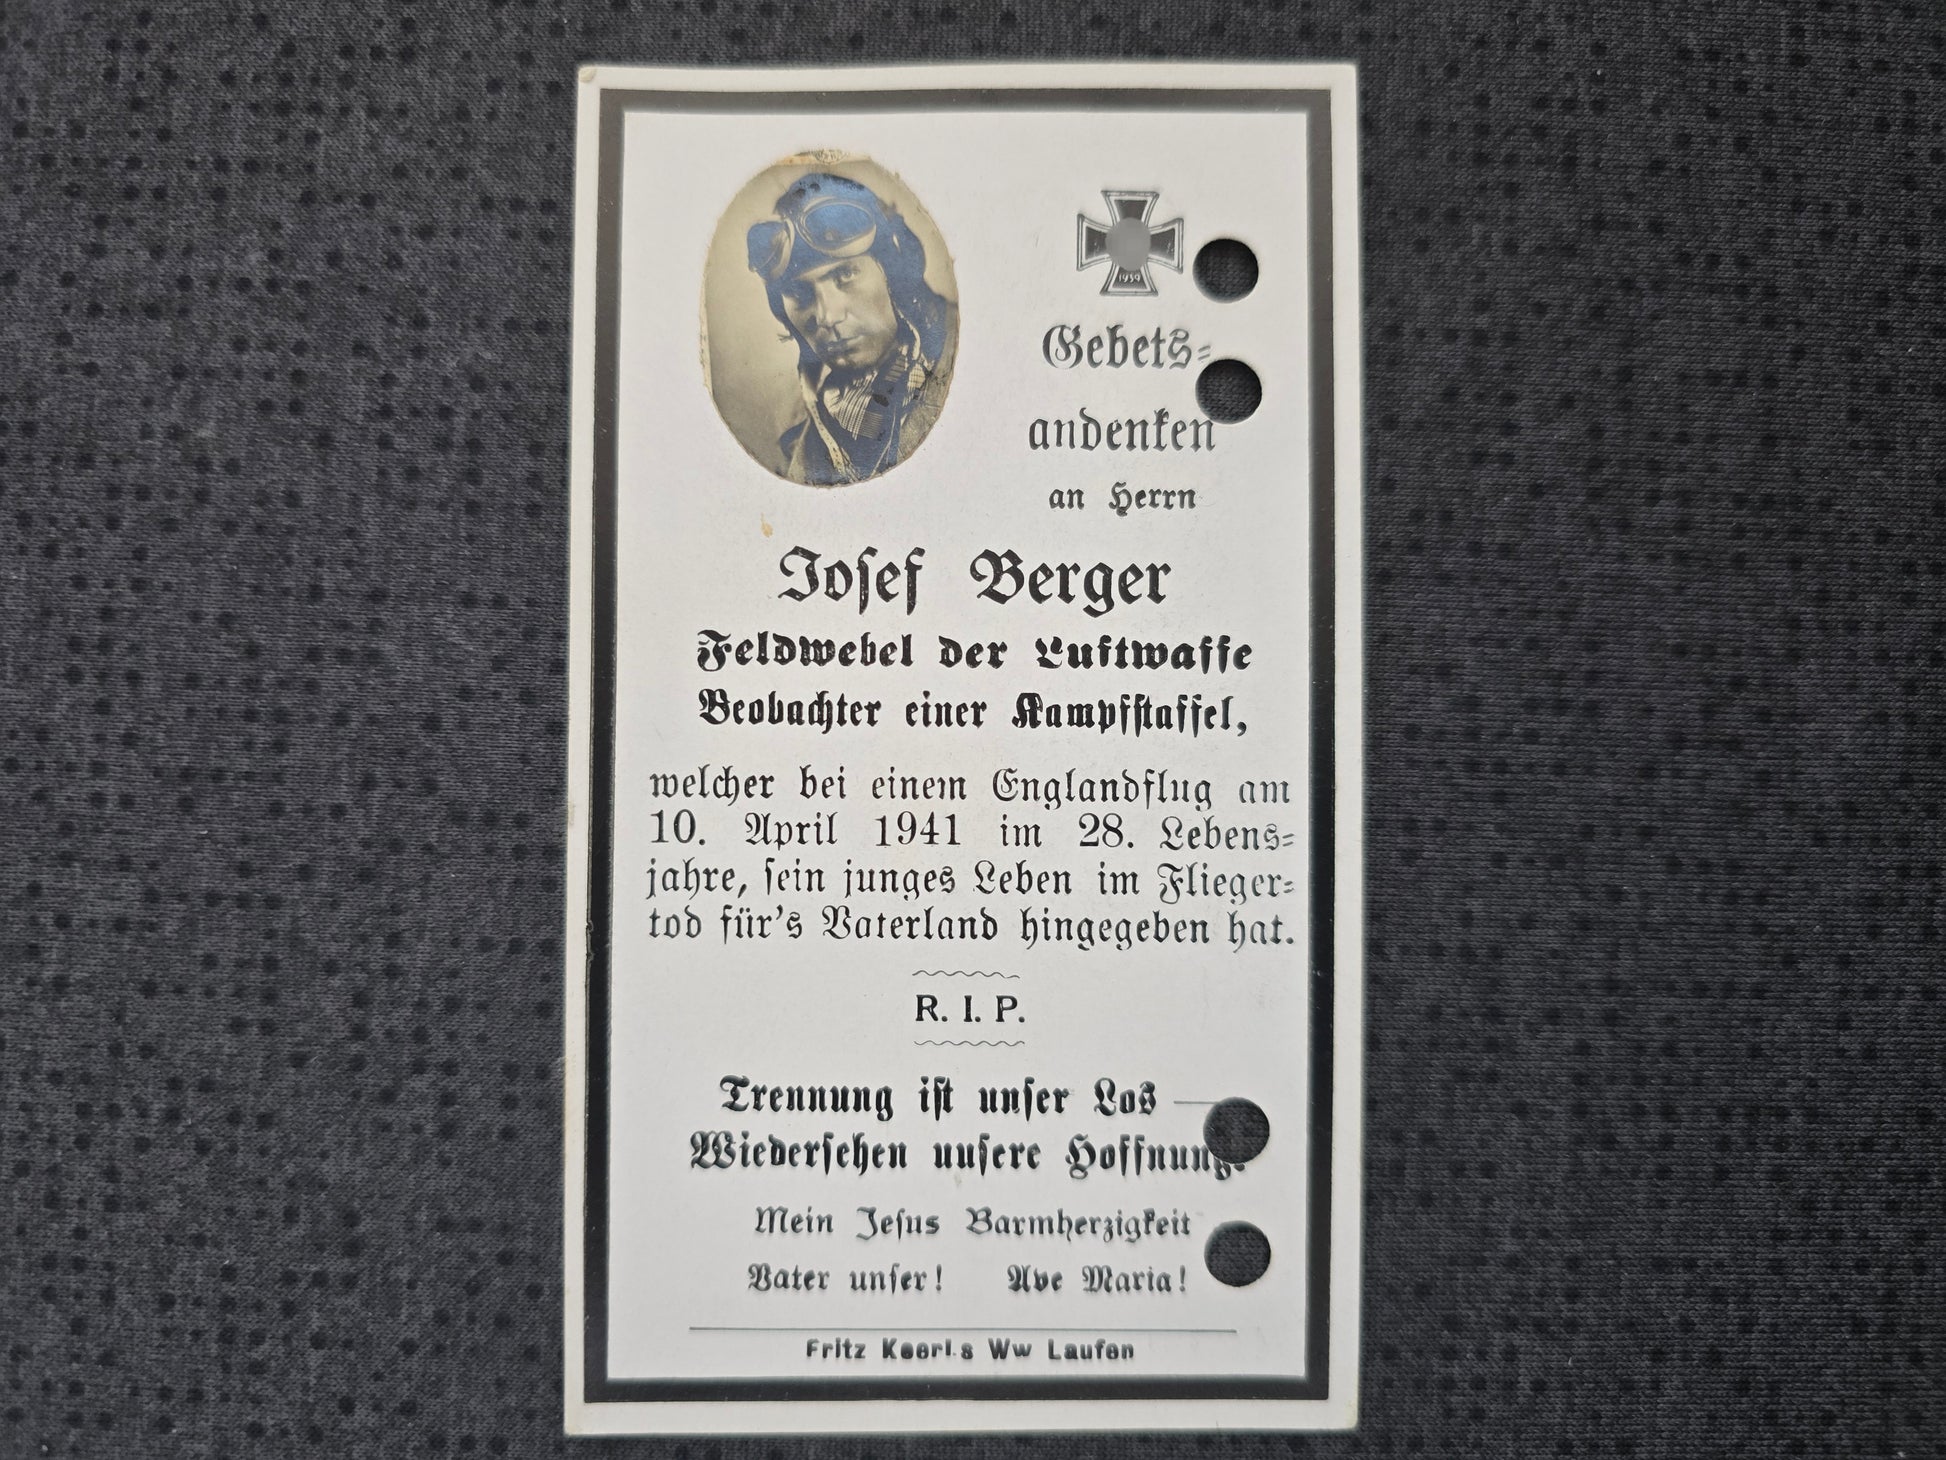 1939
Gebets-
andenken
an Herrn
Josef Berger
Feldwebel der Luftwaffe
Beobachter einer Kampfstaffel,
welcher bei einem Englandflug am
10. April 1941 im 28. Lebens-
jahre, sein junges Leben im Flieger-
tod für's Vaterland hingegeben hat.
R. I. P.
Trennung ist unser Los —
Wiedersehen unsere Hoffnung.
Mein Jesus Barmherzigkeit
Vater unser! Ave Maria!
Fritz Keerl.s Ww Laufen